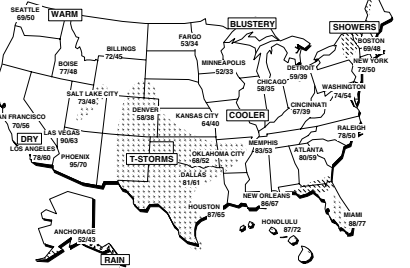 SEATTLE
69/50
WARM
BLUSTERY
SHOWERS
FARGO
53/34
BOSTON
69/48
BILLINGS
72/45
BOISE
77/48
MINNEAPOLIS
52/33
DETROIT
59/39
NEW YORK
72/50
CHICAGO
58/35
WASHINGTON
74/54
SALT LAKE CITY
73/48
DENVER
58/38
CINCINNATI
67/39
AN FRANCISCO
70/56
KANSAS CITY
64/40
COOLER
RALEIGH
78/50
LAS VEGAS
90/63
DRY
LOS ANGELES
78/60
PHOENIX
95/70
T-STORMS
OKLAHOMA CITY
68/52
MEMPHIS
83/53
ATLANTA
80/59
DALLAS
81/61
NEW ORLEANS
86/67
HOUSTON
87/65
MIAMI
88/77
HONOLULU
87/72
ANCHORAGE
52/43
RAIN